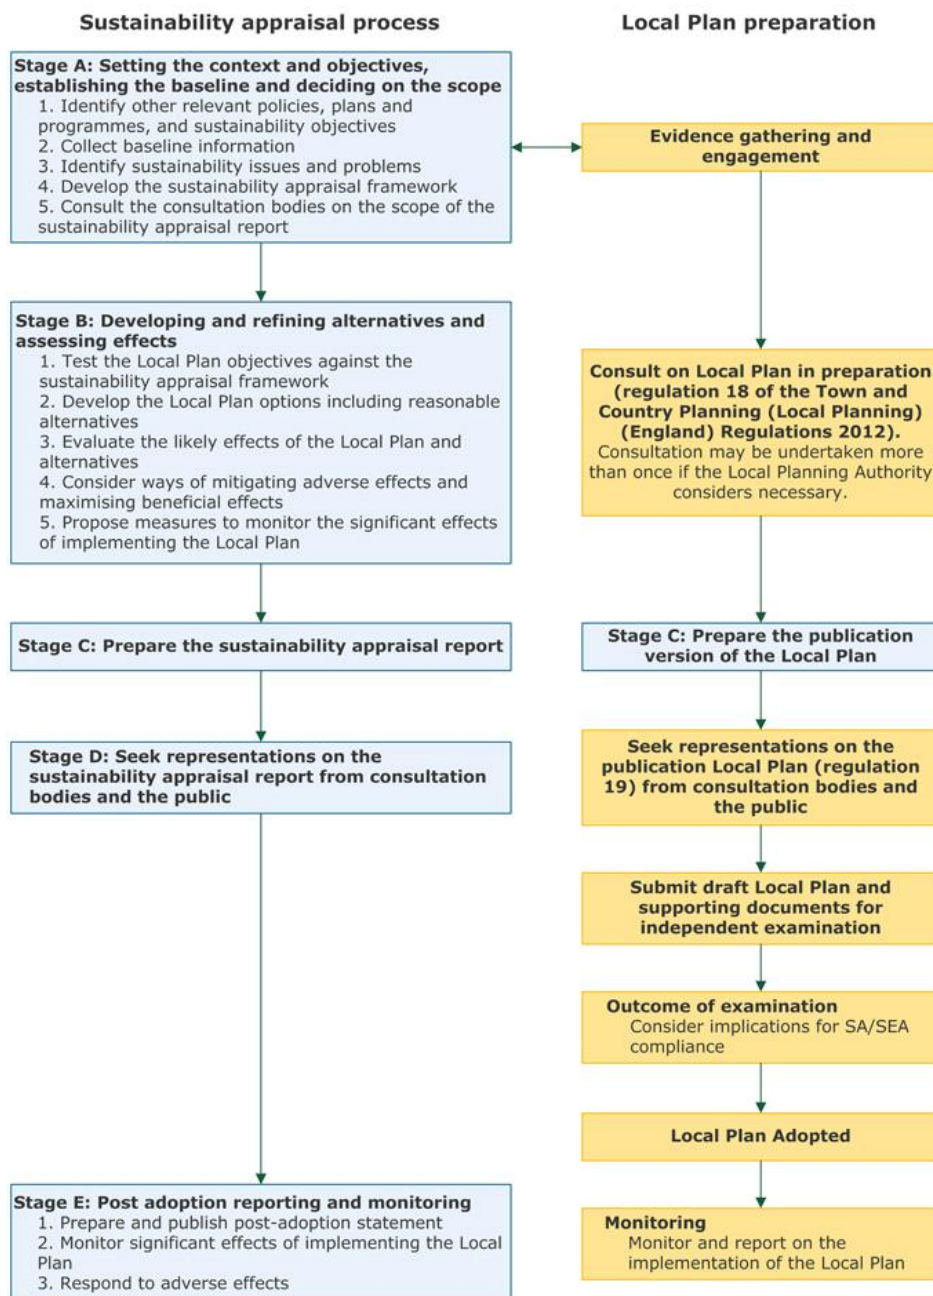 Sustainability appraisal process
Stage A: Setting the context and objectives,
establishing the baseline and deciding on the scope
1. Identify other relevant policies, plans and
programmes, and sustainability objectives
2. Collect baseline information
3. Identify sustainability issues and problems
4. Develop the sustainability appraisal framework
5. Consult the consultation bodies on the scope of the
sustainability appraisal report
Stage B: Developing and refining alternatives and
assessing effects
1. Test the Local Plan objectives against the
sustainability appraisal framework
2. Develop the Local Plan options including reasonable
alternatives
3. Evaluate the likely effects of the Local Plan and
alternatives
4. Consider ways of mitigating adverse effects and
maximising beneficial effects
5. Propose measures to monitor the significant effects
of implementing the Local Plan
Stage C: Prepare the sustainability appraisal report
Stage D: Seek representations on the
sustainability appraisal report from consultation
bodies and the public
Stage E: Post adoption reporting and monitoring
1. Prepare and publish post-adoption statement
2. Monitor significant effects of implementing the Local
Plan
3. Respond to adverse effects
Local Plan preparation
Evidence gathering and
engagement
Consult on Local Plan in preparation
(regulation 18 of the Town and
Country Planning (Local Planning)
(England) Regulations 2012).
Consultation may be undertaken more
than once if the Local Planning Authority
considers necessary.
Stage C: Prepare the publication
version of the Local Plan
Seek representations on the
publication Local Plan (regulation
19) from consultation bodies and
the public
Submit draft Local Plan and
supporting documents for
independent examination
Outcome of examination
Consider implications for SA/SEA
compliance
Local Plan Adopted
Monitoring
Monitor and report on the
implementation of the Local Plan